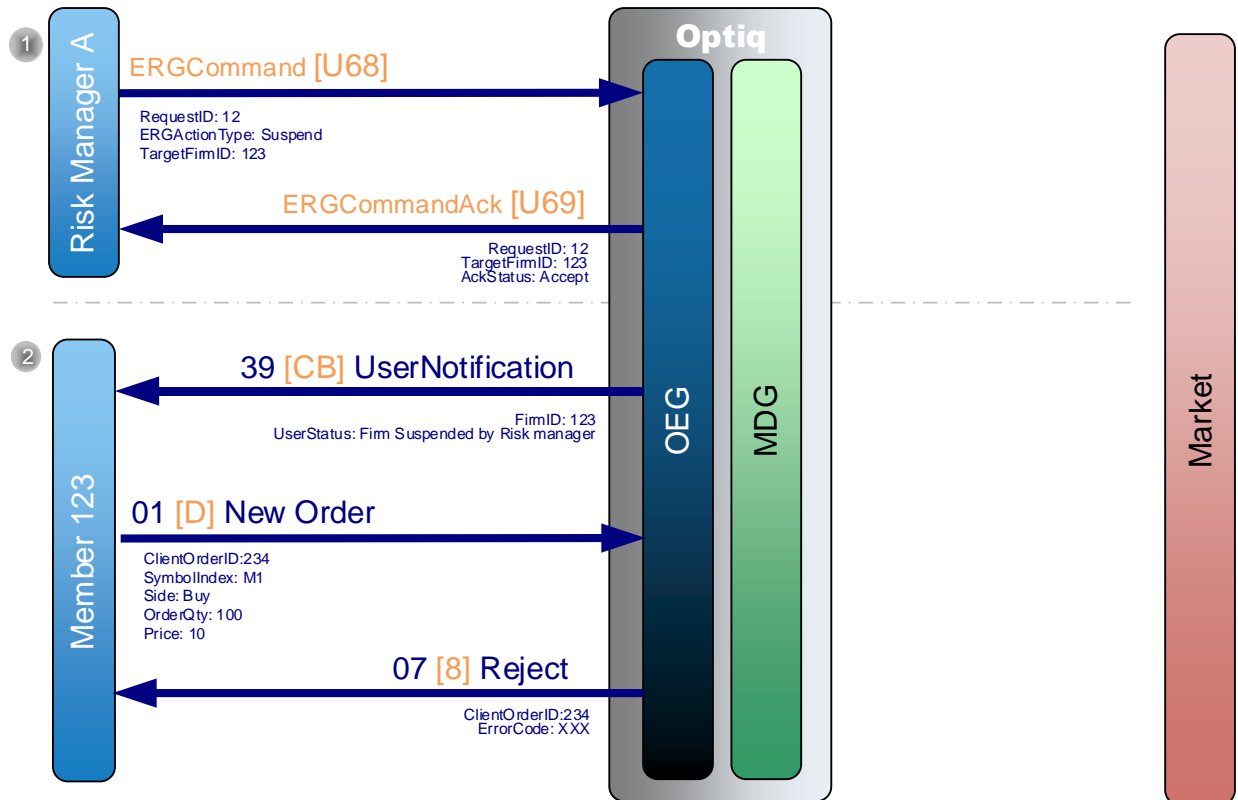 Optiq
1
Risk Manager A
ERGCommand [U68]
RequestID: 12
ERGActionType: Suspend
TargetFirmID: 123
ERGCommandAck [U69]
RequestID: 12
TargetFirmID: 123
AckStatus: Accept
OEG
MDG
Market
2
Member 123
39 [CB] UserNotification
FirmID: 123
UserStatus: Firm Suspended by Risk manager
01 [D] New Order
ClientOrderID:234
SymbolIndex: M1
Side: Buy
OrderQty: 100
Price: 10
07 [8] Reject
ClientOrderID:234
ErrorCode: XXX